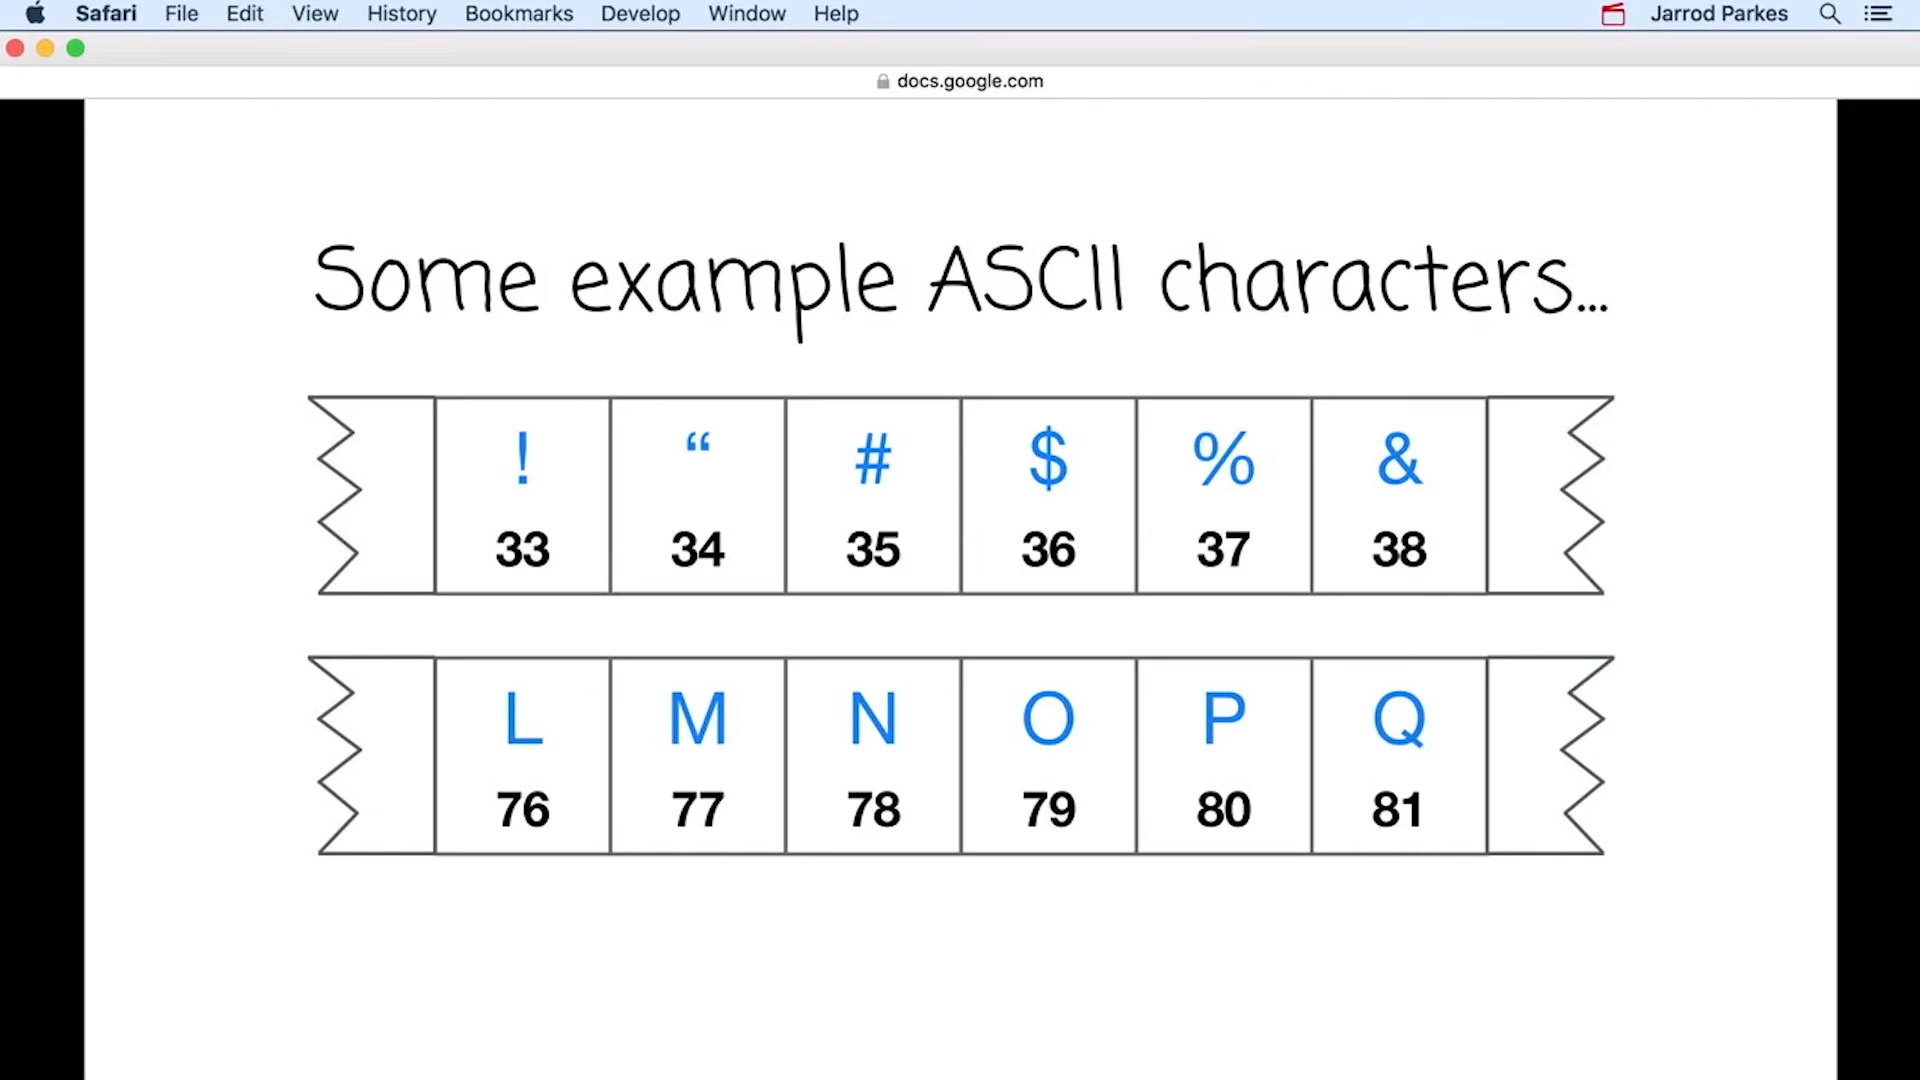 Safari File Edit View History Bookmarks Develop Window Help Jarrod Parkes
docs.google.com
Some example ASCII characters...
! “ # $ % &
33 34 35 36 37 38
L M N O P Q
76 77 78 79 80 81